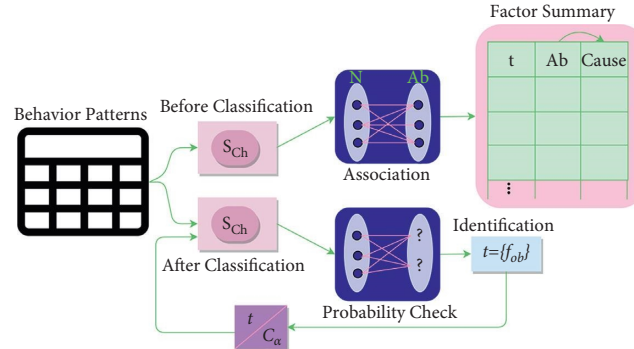 Factor Summary
N
Ab
t
Ab
Cause
Before Classification
Behavior Patterns
S_Ch
Association
⋮
S_Ch
After Classification
?
?
Identification
t={f_ob}
Probability Check
t
C_α